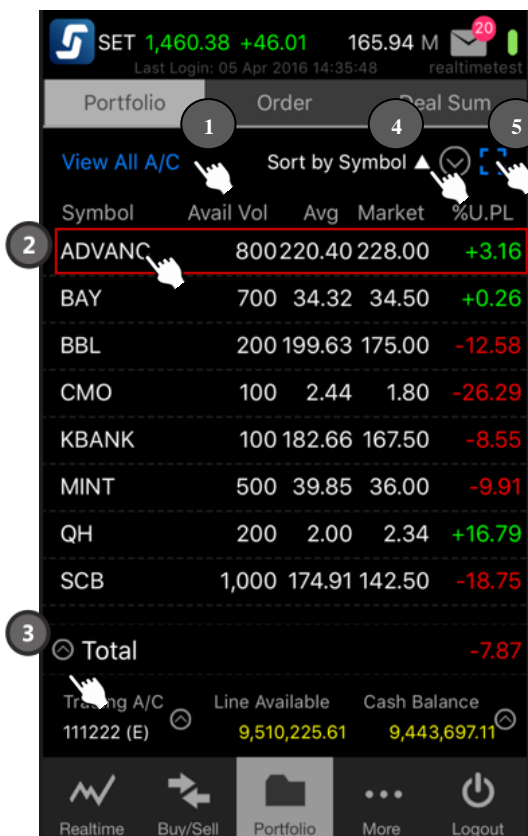 SET 1,460.38 +46.01 165.94 M 20
Last Login: 05 Apr 2016 14:35:48 realtimetest
Portfolio Order Deal Sum
1 4 5
View All A/C Sort by Symbol ▲
Symbol Avail Vol Avg Market %U.PL
2 ADVANC 800 220.40 228.00 +3.16
BAY 700 34.32 34.50 +0.26
BBL 200 199.63 175.00 -12.58
CMO 100 2.44 1.80 -26.29
KBANK 100 182.66 167.50 -8.55
MINT 500 39.85 36.00 -9.91
QH 200 2.00 2.34 +16.79
SCB 1,000 174.91 142.50 -18.75
3 Total -7.87
Trading A/C Line Available Cash Balance
111222 (E) 9,510,225.61 9,443,697.11
Realtime Buy/Sell Portfolio More Logout